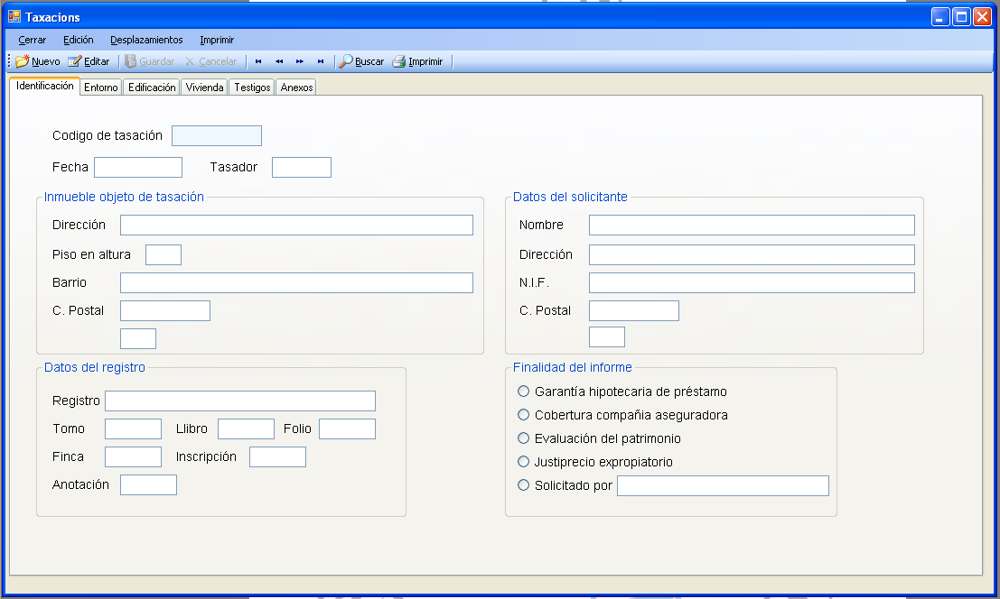 Taxacions
Cerrar Edición Desplazamientos Imprimir
Nuevo Editar Guardar Cancelar Buscar Imprimir
Identificación Entorno Edificación Vivienda Testigos Anexos
Codigo de tasación
Fecha Tasador
Inmueble objeto de tasación
Dirección
Piso en altura
Barrio
C. Postal
Datos del solicitante
Nombre
Dirección
N.I.F.
C. Postal
Datos del registro
Registro
Tomo Llibro Folio
Finca Inscripción
Anotación
Finalidad del informe
Garantía hipotecaria de préstamo
Cobertura compañia aseguradora
Evaluación del patrimonio
Justiprecio expropiatorio
Solicitado por